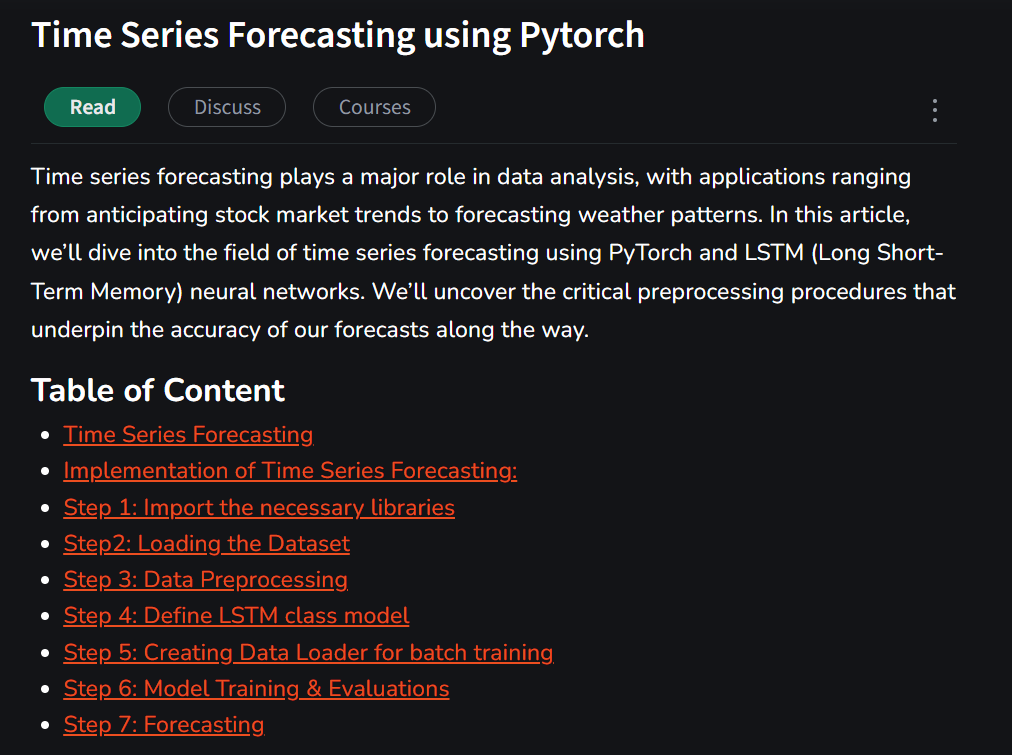 Time Series Forecasting using Pytorch
Read Discuss Courses
Time series forecasting plays a major role in data analysis, with applications ranging
from anticipating stock market trends to forecasting weather patterns. In this article,
we’ll dive into the field of time series forecasting using PyTorch and LSTM (Long Short-
Term Memory) neural networks. We’ll uncover the critical preprocessing procedures that
underpin the accuracy of our forecasts along the way.
Table of Content
Time Series Forecasting
Implementation of Time Series Forecasting:
Step 1: Import the necessary libraries
Step2: Loading the Dataset
Step 3: Data Preprocessing
Step 4: Define LSTM class model
Step 5: Creating Data Loader for batch training
Step 6: Model Training & Evaluations
Step 7: Forecasting